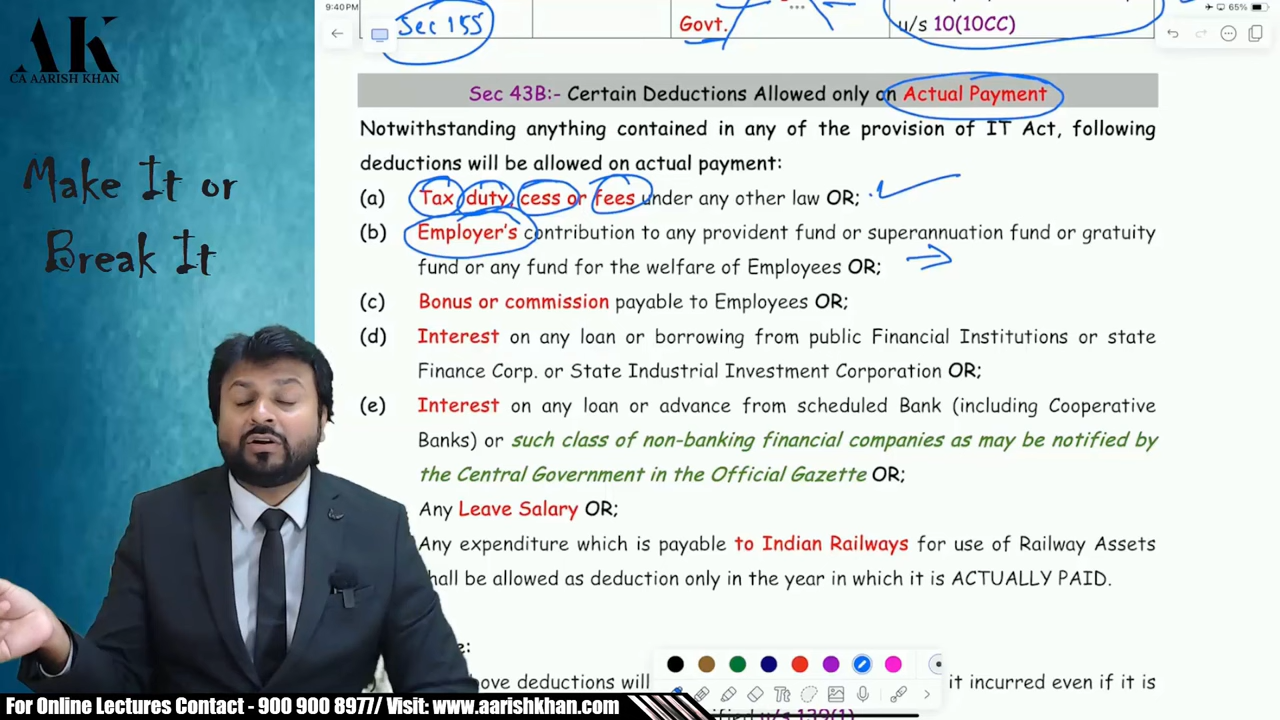 9:40 PM
65%
Sec 155
Govt.
u/s 10(10CC)
AK
CA AARISH KHAN
Make It or
Break It
Sec 43B:- Certain Deductions Allowed only on Actual Payment
Notwithstanding anything contained in any of the provision of IT Act, following
deductions will be allowed on actual payment:
(a) Tax duty cess or fees under any other law OR;
(b) Employer's contribution to any provident fund or superannuation fund or gratuity
fund or any fund for the welfare of Employees OR;
(c) Bonus or commission payable to Employees OR;
(d) Interest on any loan or borrowing from public Financial Institutions or state
Finance Corp. or State Industrial Investment Corporation OR;
(e) Interest on any loan or advance from scheduled Bank (including Cooperative
Banks) or such class of non-banking financial companies as may be notified by
the Central Government in the Official Gazette OR;
Any Leave Salary OR;
Any expenditure which is payable to Indian Railways for use of Railway Assets
shall be allowed as deduction only in the year in which it is ACTUALLY PAID.
deductions will
it incurred even if it is
u/s 139(1)
Tt
For Online Lectures Contact - 900 900 8977/ Visit: www.aarishkhan.com